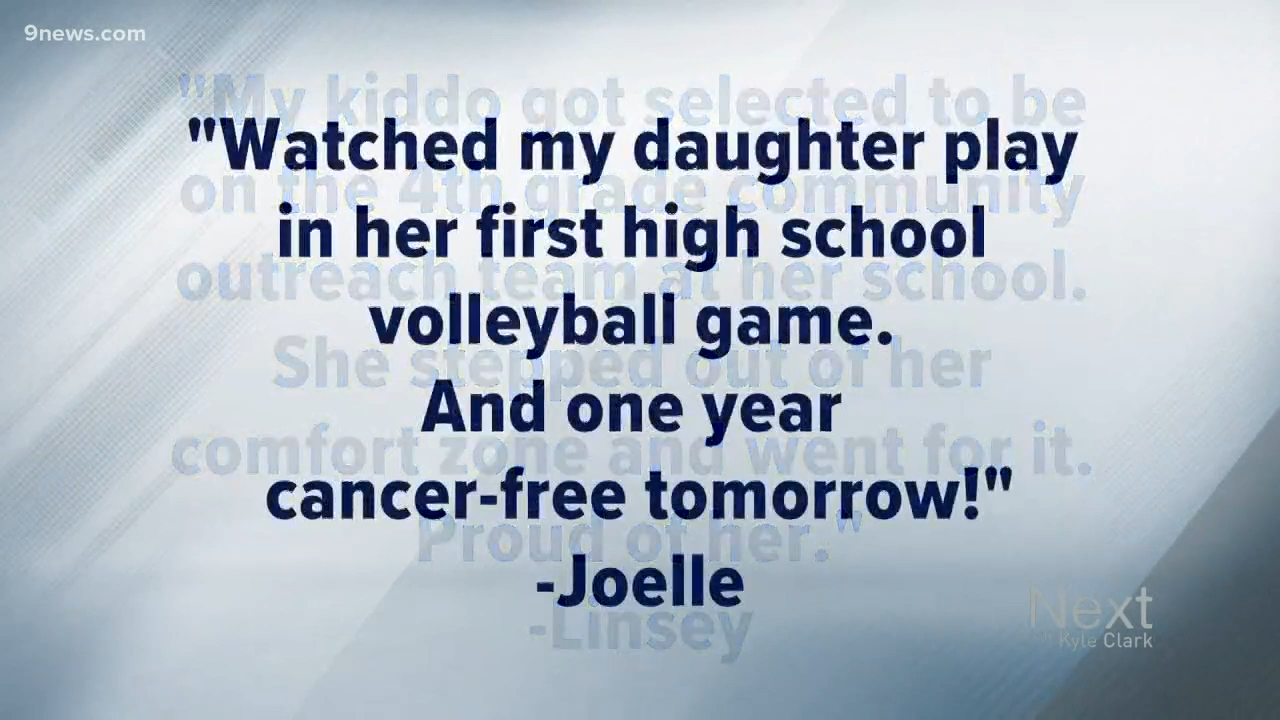 9news.com
"Watched my daughter play
in her first high school
volleyball game.
And one year
cancer-free tomorrow!"
-Joelle
"My kiddo got selected to be
on the 4th grade community
outreach team at her school.
She stepped out of her
comfort zone and went for it.
Proud of her."
-Linsey
Next
Kyle Clark